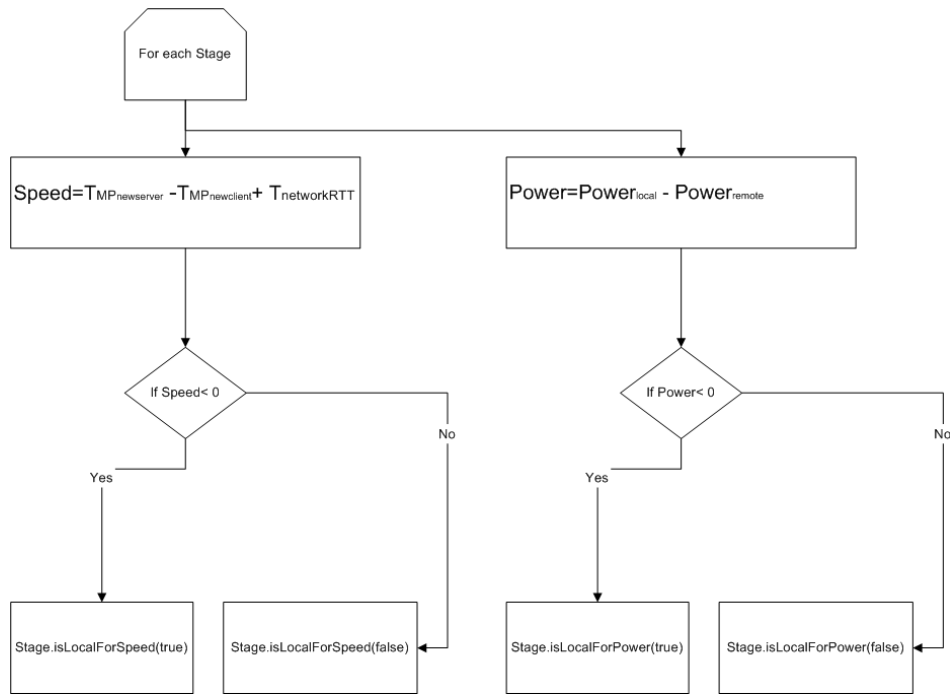 For each Stage
Speed=TMPnewserver -TMPnewclient+ TnetworkRTT
Power=Powerlocal - Powerremote
If Speed< 0
If Power< 0
No
No
Yes
Yes
Stage.isLocalForSpeed(true)
Stage.isLocalForSpeed(false)
Stage.isLocalForPower(true)
Stage.isLocalForPower(false)